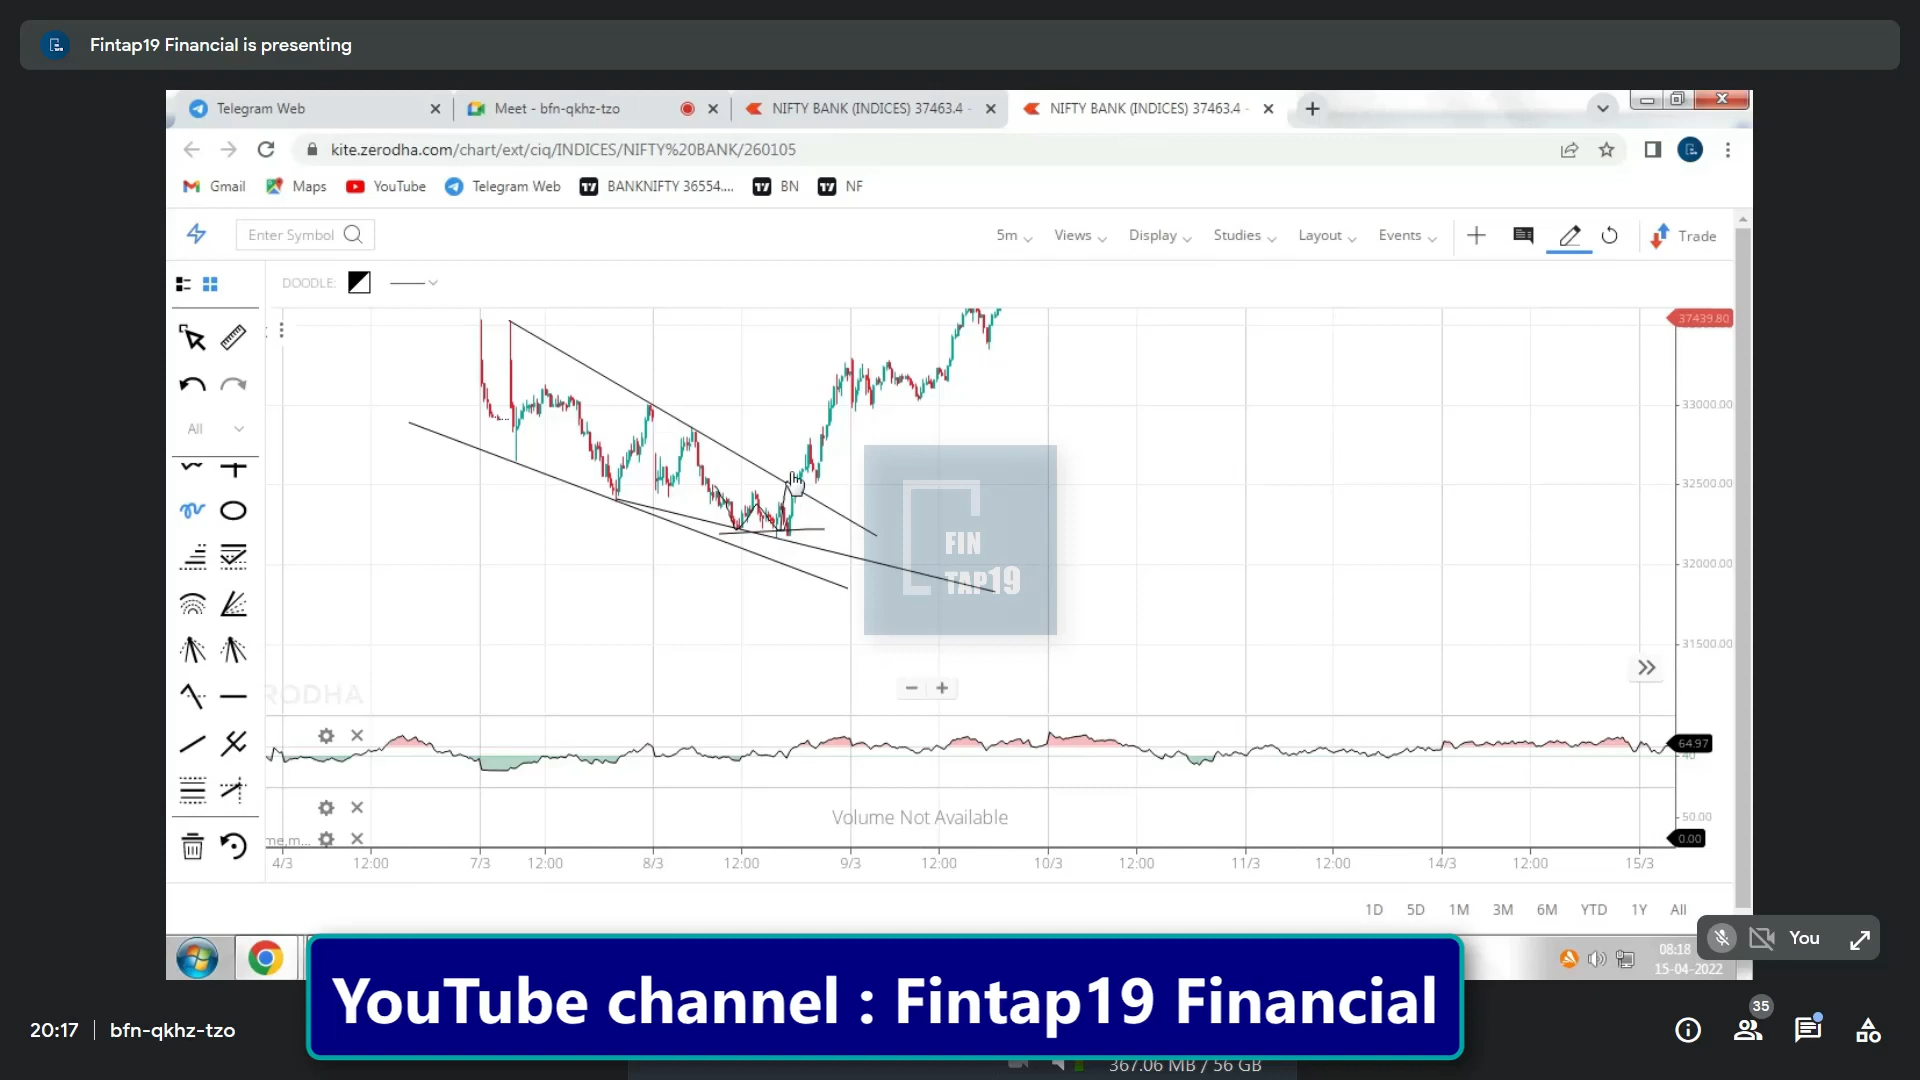 Fintap19 Financial is presenting
Telegram Web
Meet - bfn-qkhz-tzo
NIFTY BANK (INDICES) 37463.4 -
NIFTY BANK (INDICES) 37463.4 -
kite.zerodha.com/chart/ext/ciq/INDICES/NIFTY%20BANK/260105
Gmail
Maps
YouTube
Telegram Web
BANKNIFTY 36554....
BN
NF
Enter Symbol
5m
Views
Display
Studies
Layout
Events
Trade
DOODLE:
37439.80
All
33000.00
32500.00
32000.00
31500.00
FIN
TAP19
RODHA
64.97
40
Volume Not Available
50.00
0.00
me,m...
4/3 12:00 7/3 12:00 8/3 12:00 9/3 12:00 10/3 12:00 11/3 12:00 14/3 12:00 15/3
1D 5D 1M 3M 6M YTD 1Y All
You
08:18
15-04-2022
YouTube channel : Fintap19 Financial
20:17
bfn-qkhz-tzo
35
367.06 MB / 56 GB